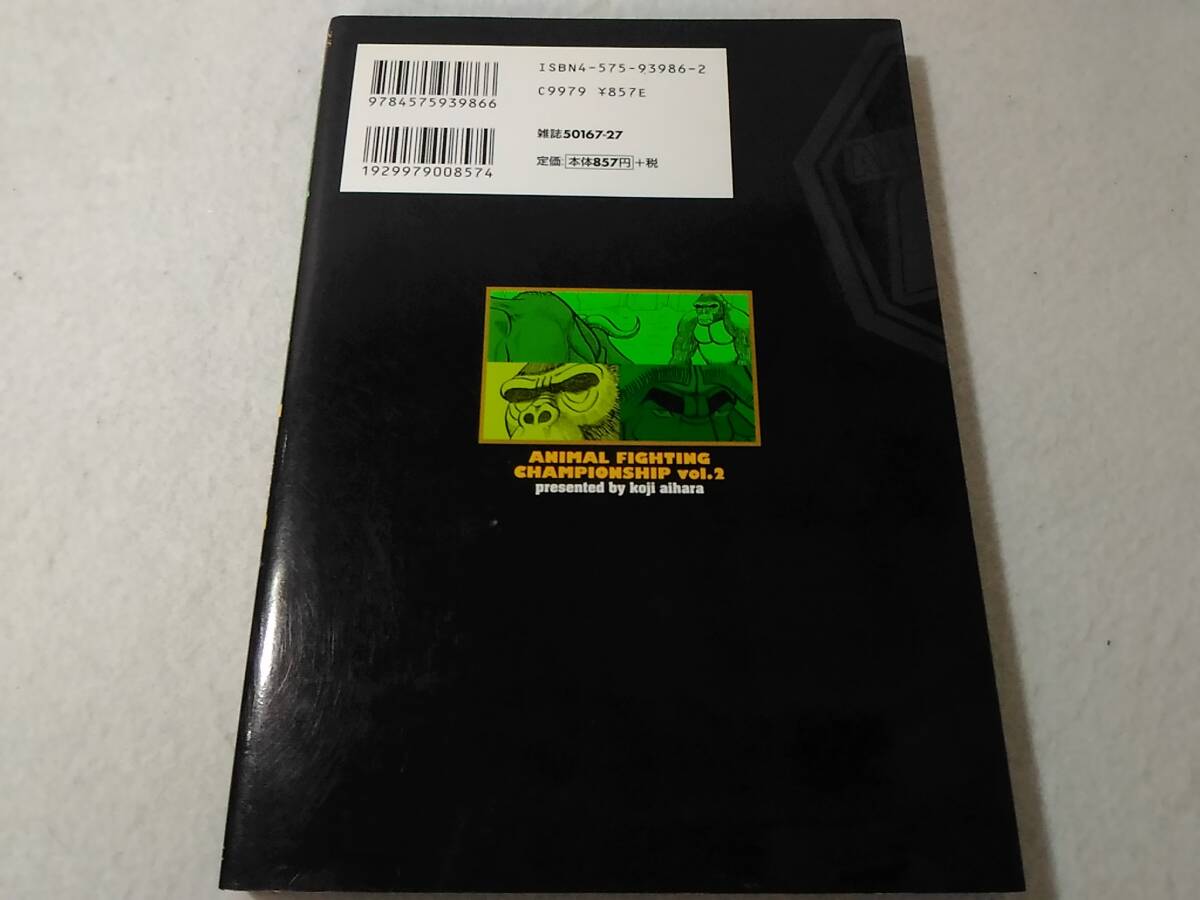 ISBN4-575-93986-2
C9979 ¥857E
9784575939866
雑誌50167-27
定価:本体857円+税
1929979008574
ANIMAL FIGHTING
CHAMPIONSHIP vol.2
presented by koji aihara